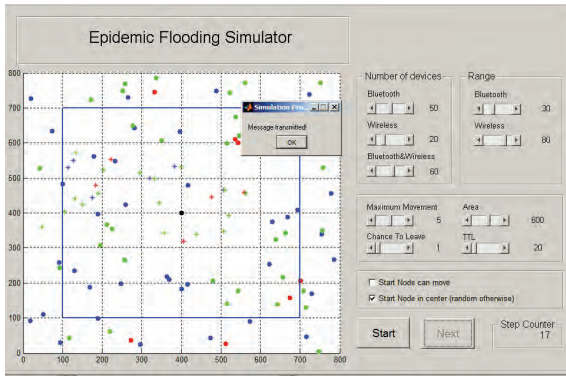 Epidemic Flooding Simulator
800
700
600
500
400
300
200
100
0
0 100 200 300 400 500 600 700 800
Message transmitted!
OK
Number of devices
Bluetooth
50
Wireless
20
Bluetooth&Wireless
60
Range
Bluetooth
30
Wireless
80
Maximum Movement
5
Chance To Leave
1
Area
600
TTL
20
Start Node can move
Start Node in center (random otherwise)
Start
Next
Step Counter
17